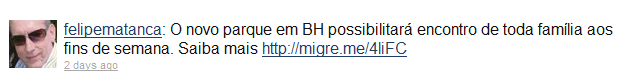 felipematanca: O novo parque em BH possibilitará encontro de toda família aos
fins de semana. Saiba mais http://migre.me/4liFC
2 days ago